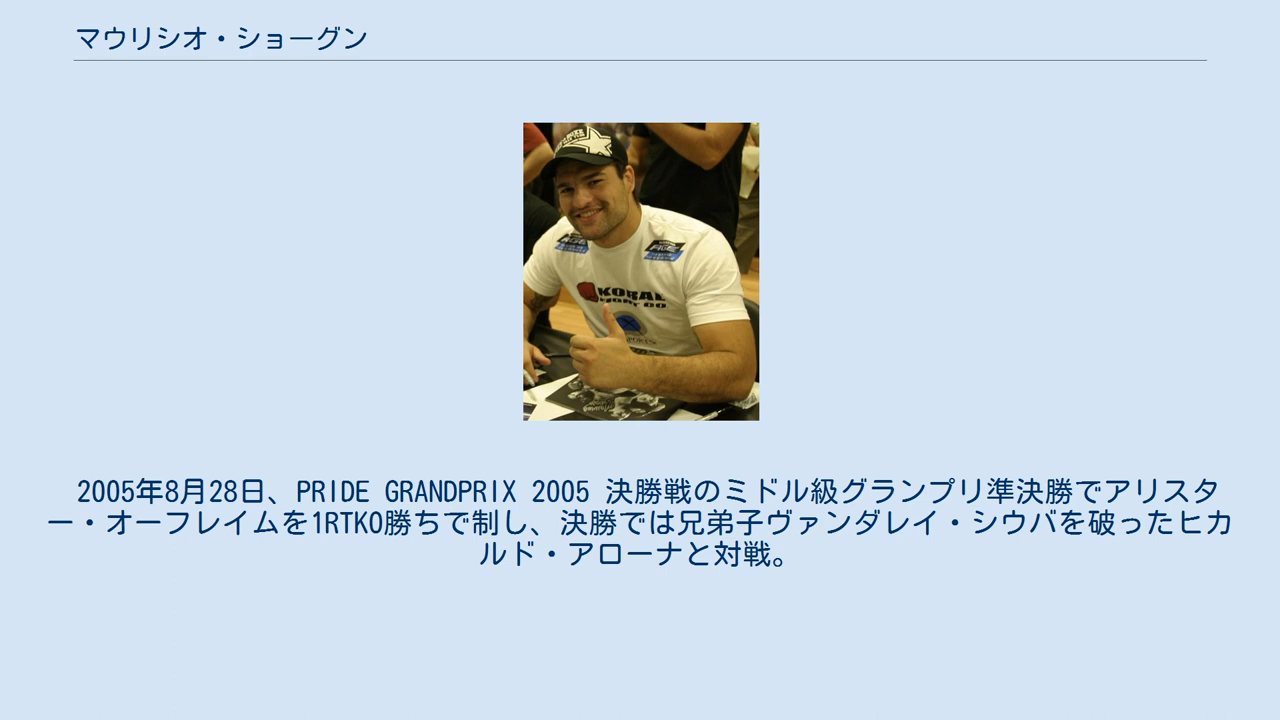 マウリシオ・ショーグン
KORAL
FIGHT CO
2005年8月28日、PRIDE GRANDPRIX 2005 決勝戦のミドル級グランプリ準決勝でアリスタ
ー・オーフレイムを1RTKO勝ちで制し、決勝では兄弟子ヴァンダレイ・シウバを破ったヒカ
ルド・アローナと対戦。